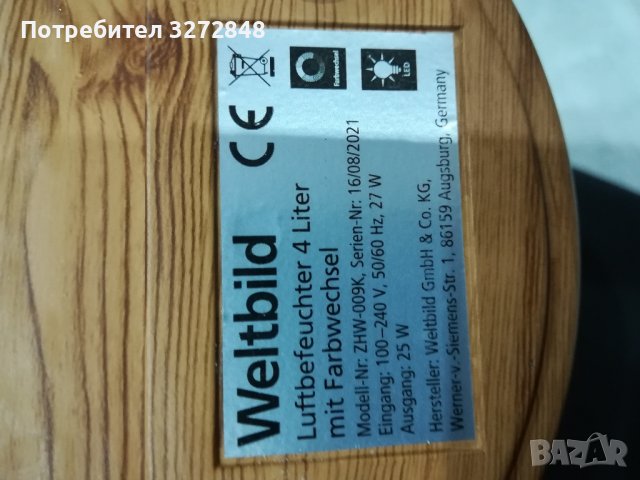 Потребител 3272848
Weltbild CE
Luftbefeuchter 4 Liter
mit Farbwechsel
Modell-Nr: ZHW-009K, Serien-Nr: 16/08/2021
Eingang: 100–240 V, 50/60 Hz, 27 W
Ausgang: 25 W
Hersteller: Weltbild GmbH & Co. KG,
Werner-v.-Siemens-Str. 1, 86159 Augsburg, Germany
Farbwechsel
LED
BAZAR